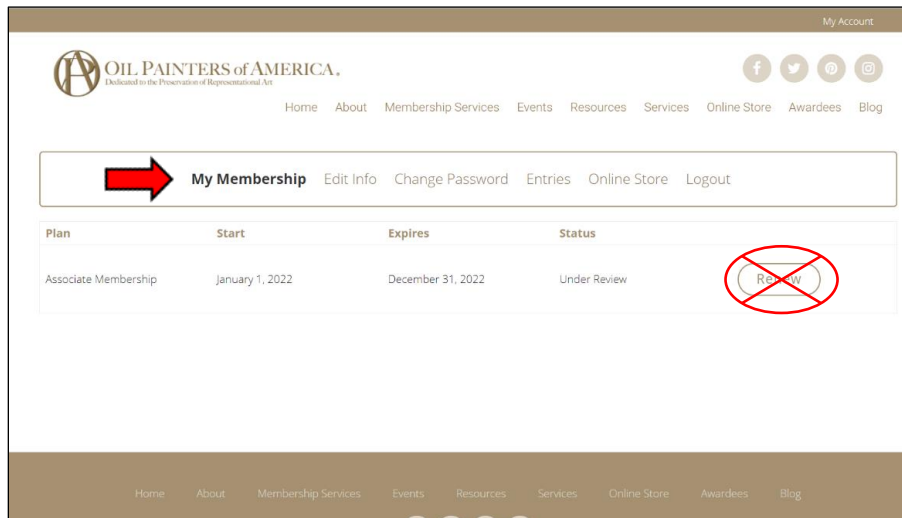 My Account
OIL PAINTERS of AMERICA®
Dedicated to the Preservation of Representational Art
Home About Membership Services Events Resources Services Online Store Awardees Blog
My Membership Edit Info Change Password Entries Online Store Logout
Plan Start Expires Status
Associate Membership January 1, 2022 December 31, 2022 Under Review Renew
Home About Membership Services Events Resources Services Online Store Awardees Blog